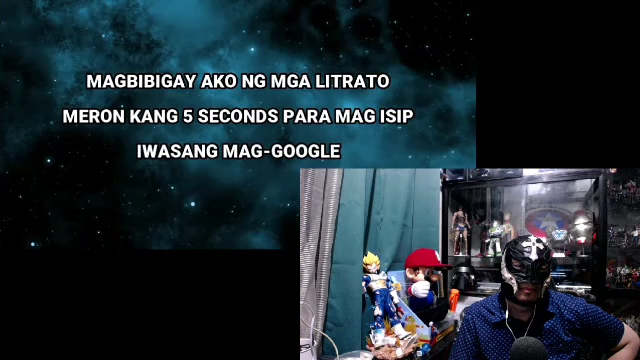 MAGBIBIGAY AKO NG MGA LITRATO
MERON KANG 5 SECONDS PARA MAG ISIP
IWASANG MAG-GOOGLE